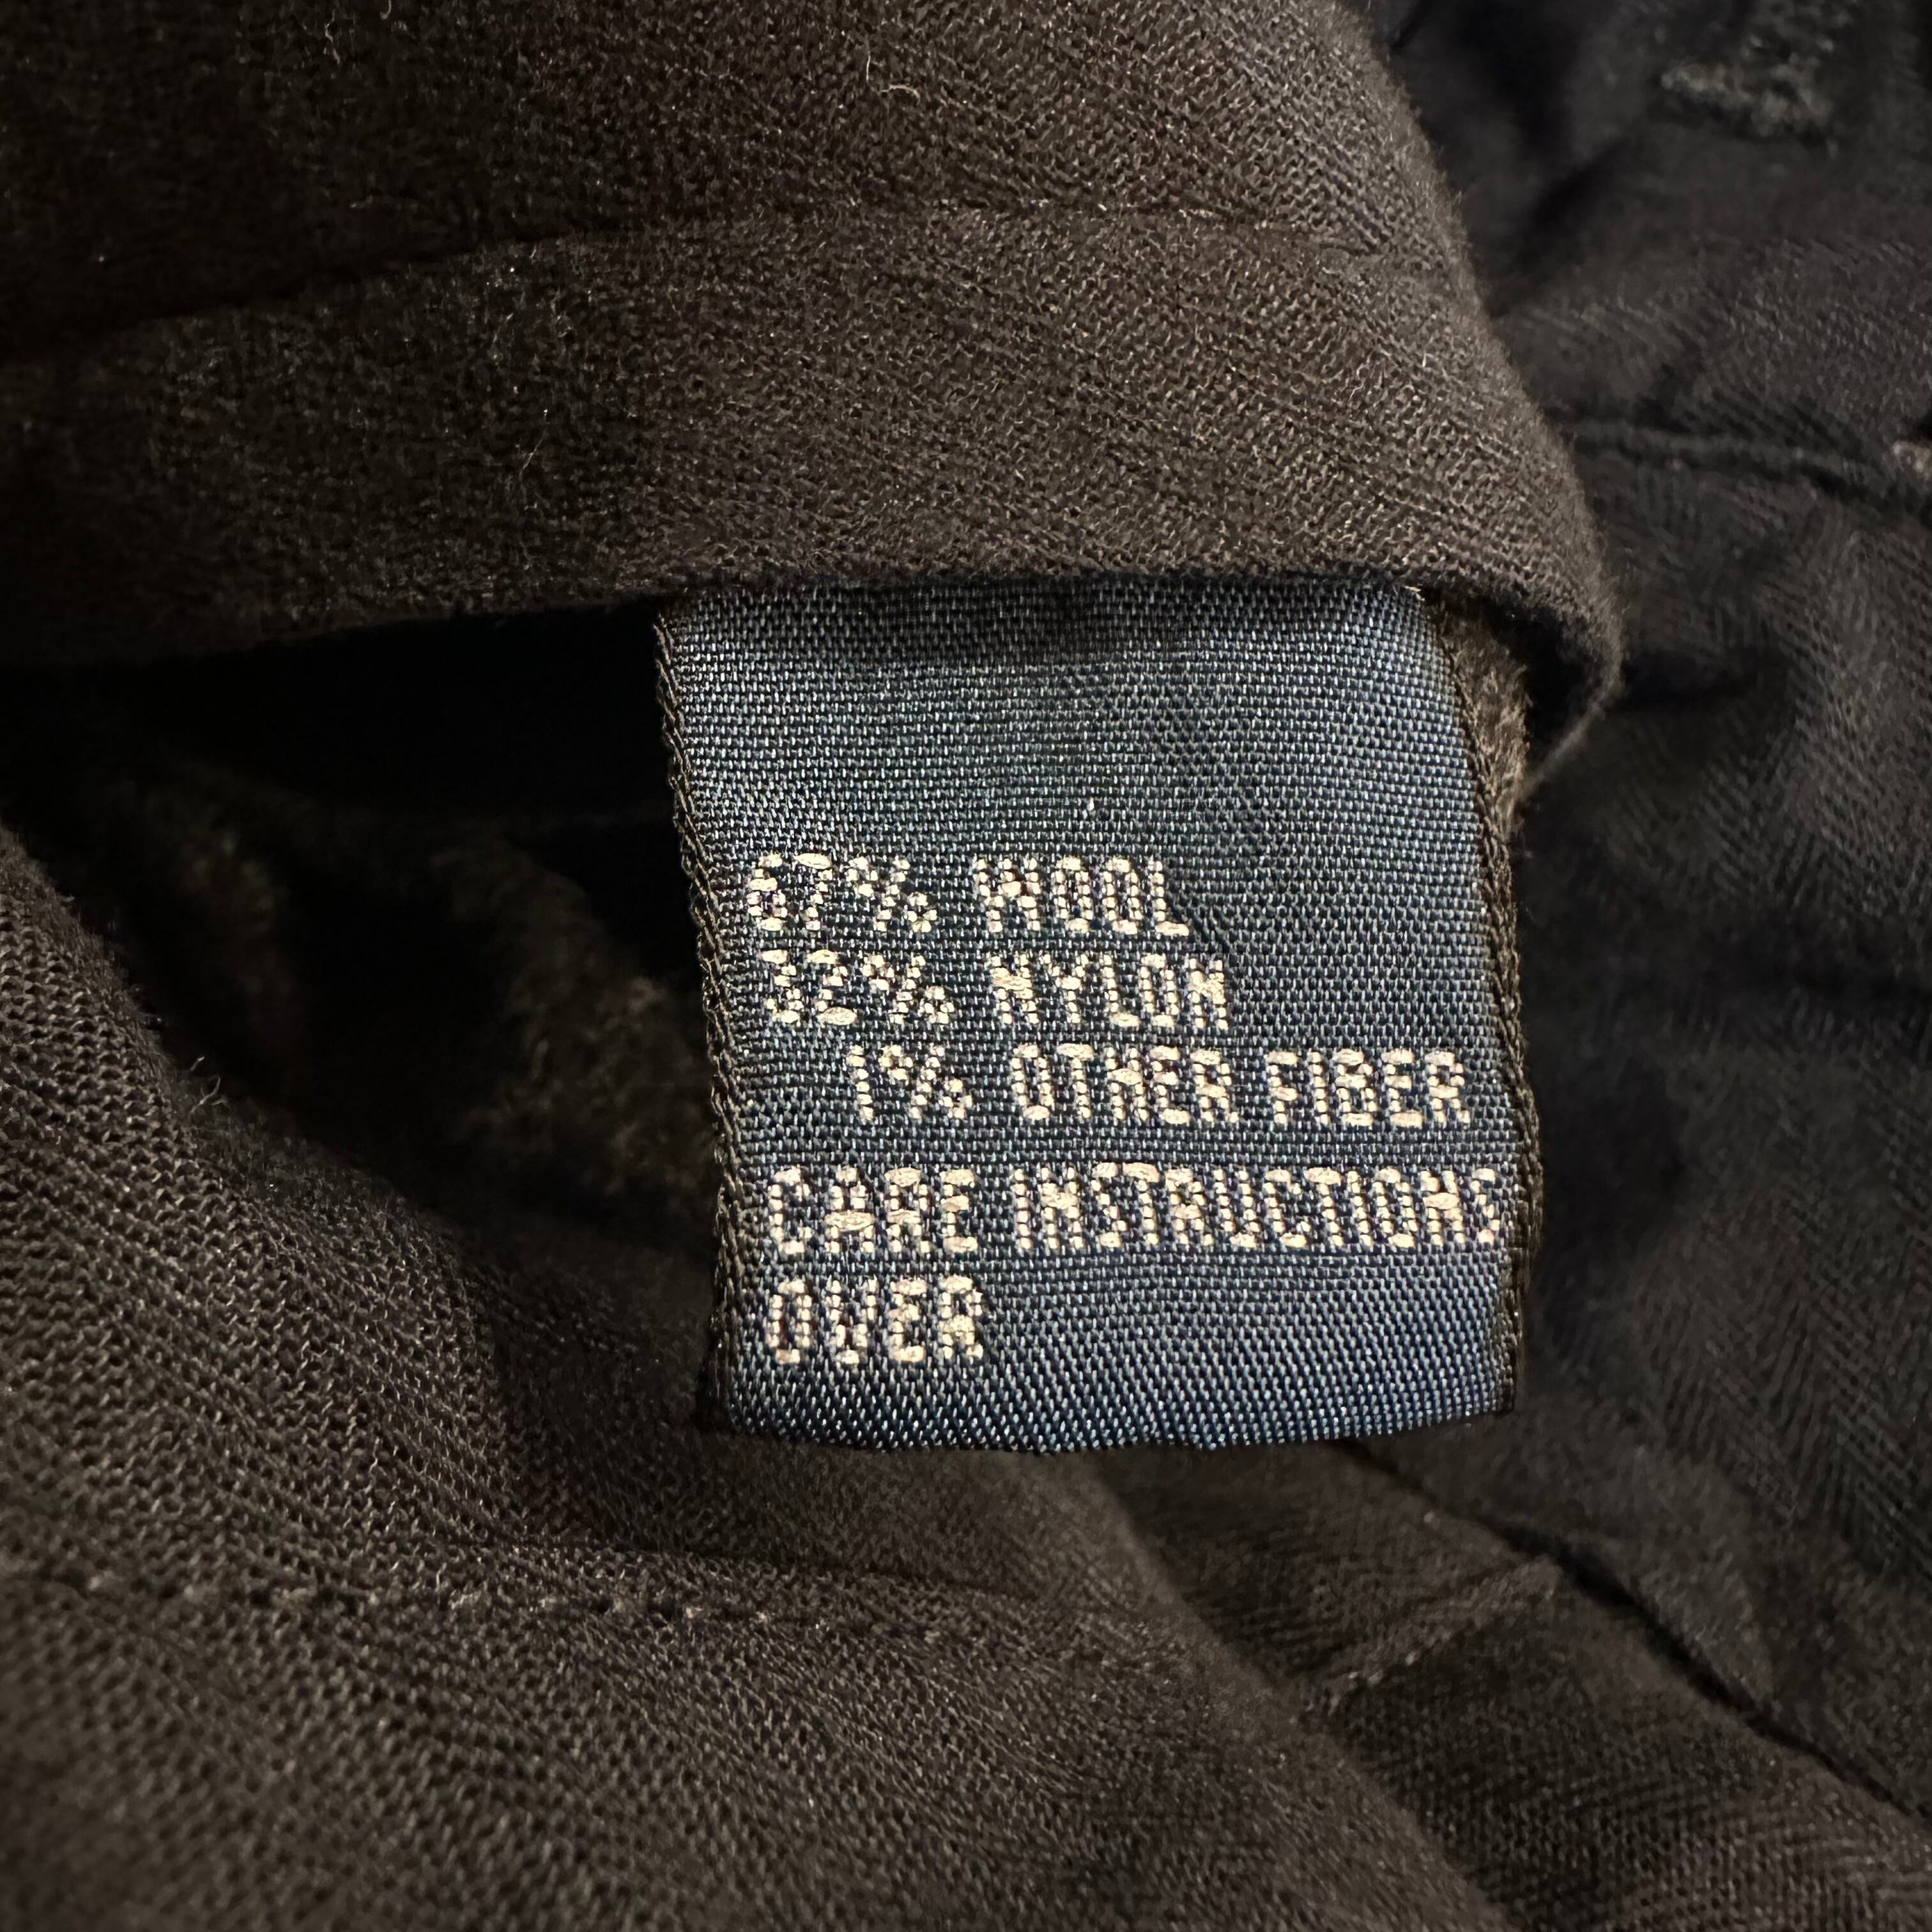 67% WOOL
32% NYLON
1% OTHER FIBER
CARE INSTRUCTIONS
OVER